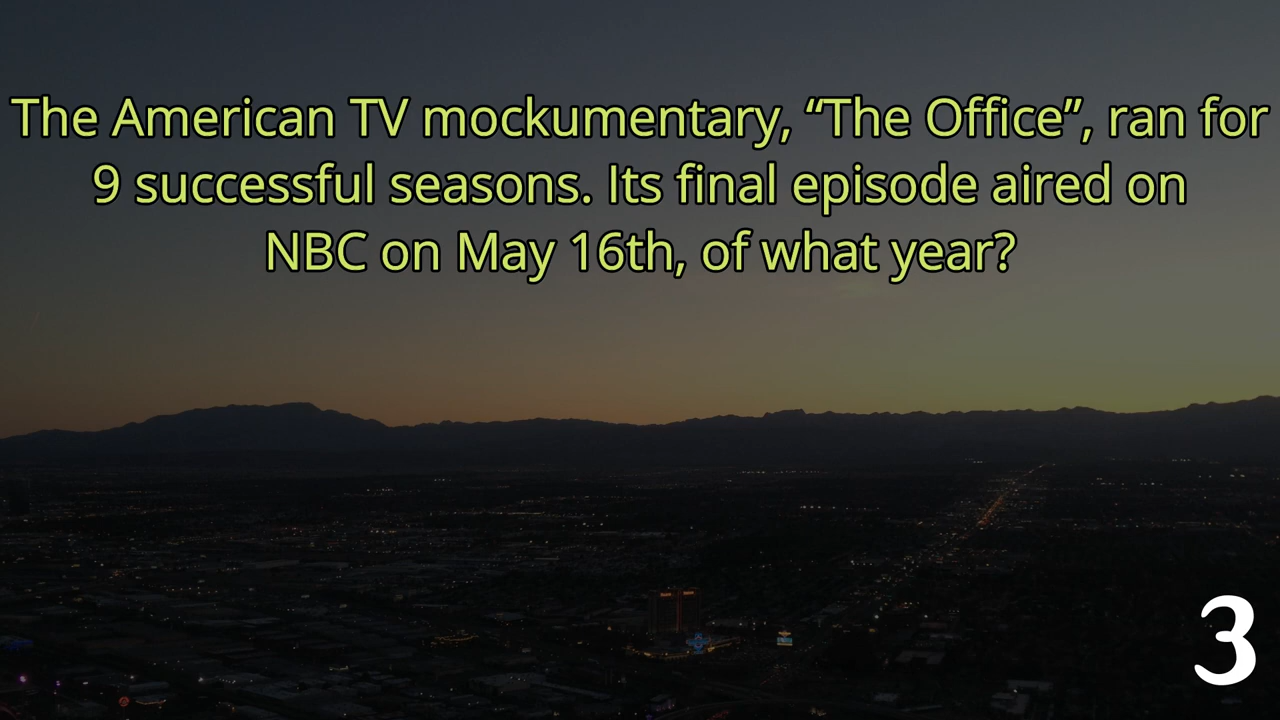 The American TV mockumentary, “The Office”, ran for
9 successful seasons. Its final episode aired on
NBC on May 16th, of what year?
3